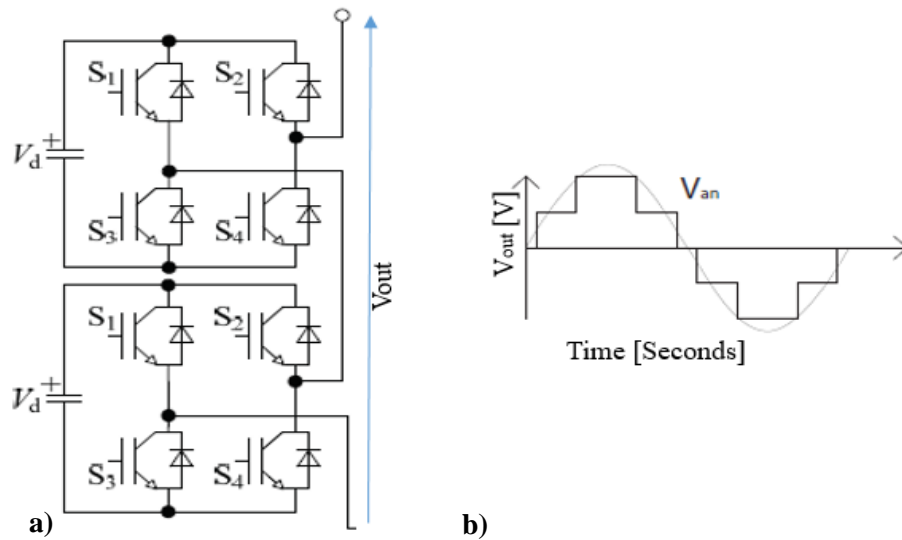 S1
S2
Vd
+
S3
S4
S1
S2
Vd
+
S3
S4
Vout
a)
Vout [V]
Van
Time [Seconds]
b)